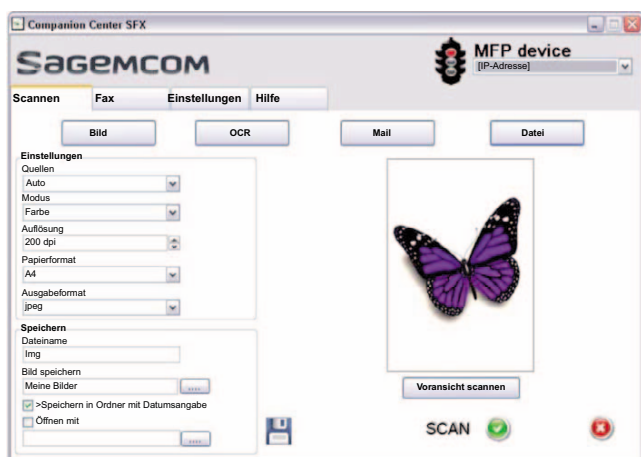 Companion Center SFX
SAGEMCOM
MFP device
[IP-Adresse]
Scannen Fax Einstellungen Hilfe
Bild OCR Mail Datei
Einstellungen
Quellen
Auto
Modus
Farbe
Auflösung
200 dpi
Papierformat
A4
Ausgabeformat
jpeg
Speichern
Dateiname
Img
Bild speichern
Meine Bilder ....
>Speichern in Ordner mit Datumsangabe
Öffnen mit
....
Voransicht scannen
SCAN